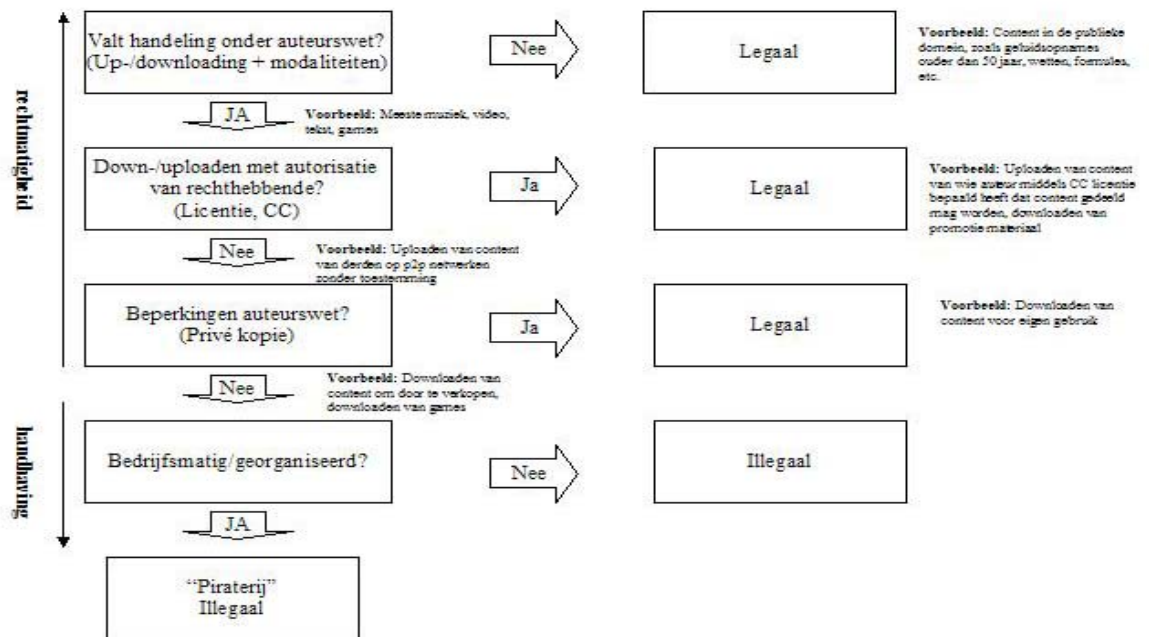 rechtmatigheid
Valt handeling onder auteurswet?
(Up-/downloading + modaliteiten)
Nee
Legaal
Voorbeeld: Content in de publieke
domein, zoals geluidsopnames
ouder dan 50 jaar, wetten, formules,
etc.
JA
Voorbeeld: Meeste muziek, video,
tekst, games
Down-/uploaden met autorisatie
van rechthebbende?
(Licentie, CC)
Ja
Legaal
Voorbeeld: Uploaden van content
van wie auteur middels CC licentie
bepaald heeft dat content gedeeld
mag worden, downloaden van
promotie materiaal
Nee
Voorbeeld: Uploaden van content
van derden op p2p netwerken
zonder toestemming
Beperkingen auteurswet?
(Privé kopie)
Ja
Legaal
Voorbeeld: Downloaden van
content voor eigen gebruik
Nee
Voorbeeld: Downloaden van
content om door te verkopen,
downloaden van games
handhaving
Bedrijfsmatig/georganiseerd?
Nee
Illegaal
JA
“Piraterij”
Illegaal